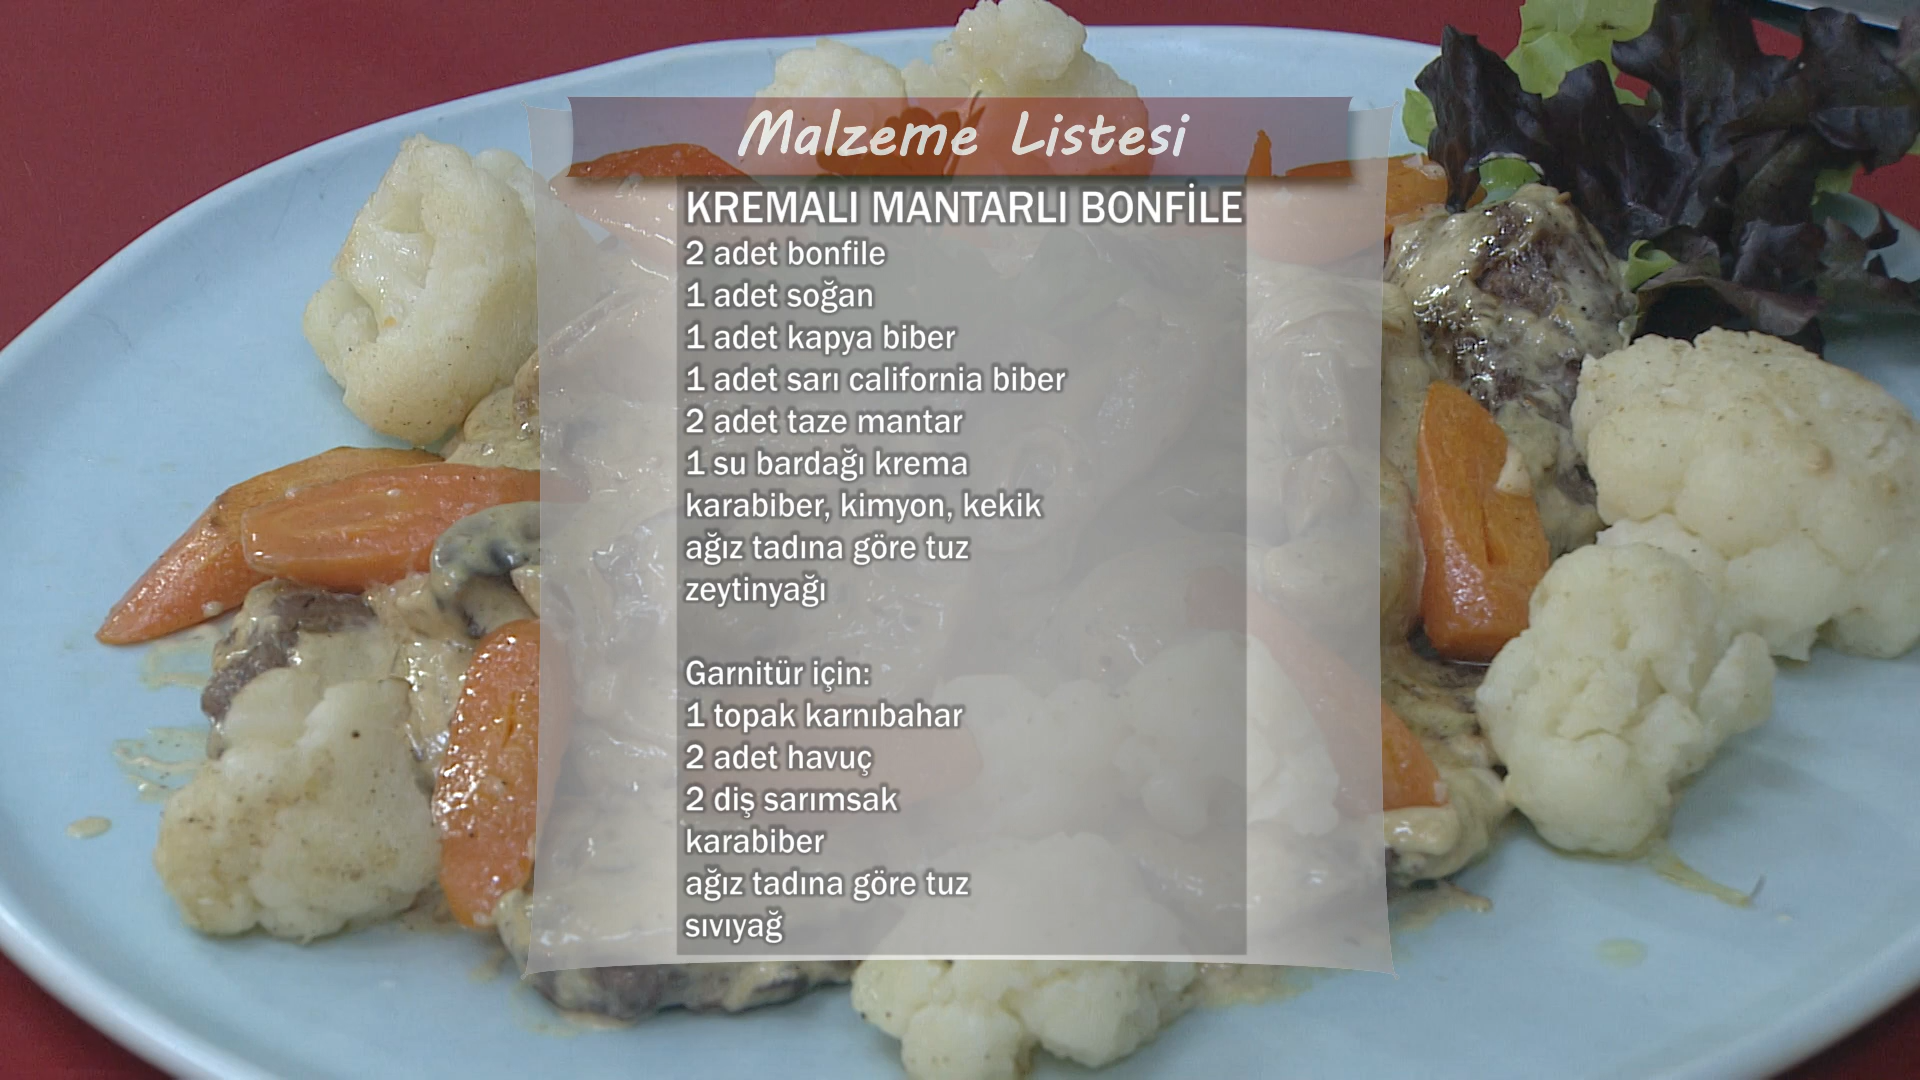 Malzeme Listesi
KREMALI MANTARLI BONFİLE
2 adet bonfile
1 adet soğan
1 adet kapya biber
1 adet sarı california biber
2 adet taze mantar
1 su bardağı krema
karabiber, kimyon, kekik
ağız tadına göre tuz
zeytinyağı
Garnitür için:
1 topak karnıbahar
2 adet havuç
2 diş sarımsak
karabiber
ağız tadına göre tuz
sıvıyağ